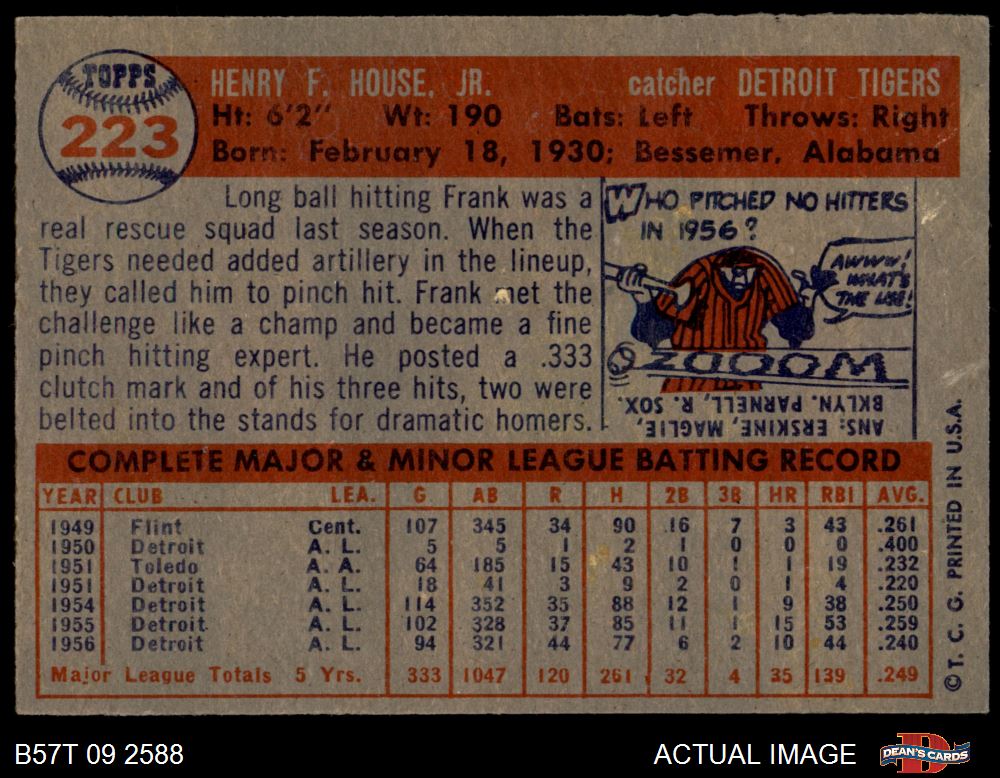 TOPPS
223
HENRY F. HOUSE, JR. catcher DETROIT TIGERS
Ht: 6'2" Wt: 190 Bats: Left Throws: Right
Born: February 18, 1930; Bessemer, Alabama
Long ball hitting Frank was a
real rescue squad last season. When the
Tigers needed added artillery in the lineup,
they called him to pinch hit. Frank met the
challenge like a champ and became a fine
pinch hitting expert. He posted a .333
clutch mark and of his three hits, two were
belted into the stands for dramatic homers.
WHO PITCHED NO HITTERS
IN 1956?
AWWW!
WHAT'S
THE USE!
ZOOOM
ANS: ERSKINE, MAGLIE,
BKLYN. PARNELL, R. SOX.
COMPLETE MAJOR & MINOR LEAGUE BATTING RECORD
YEAR CLUB LEA. G AB R H 2B 3B HR RBI AVG.
1949 Flint Cent. 107 345 34 90 16 7 3 43 .261
1950 Detroit A. L. 5 5 1 2 1 0 0 0 .400
1951 Toledo A. A. 64 185 15 43 10 1 1 19 .232
1951 Detroit A. L. 18 41 3 9 2 0 1 4 .220
1954 Detroit A. L. 114 352 35 88 12 1 9 38 .250
1955 Detroit A. L. 102 328 37 85 11 1 15 53 .259
1956 Detroit A. L. 94 321 44 77 6 2 10 44 .240
Major League Totals 5 Yrs. 333 1047 120 261 32 4 35 139 .249
© T. C. G. PRINTED IN U.S.A.
B57T 09 2588
ACTUAL IMAGE
DEAN'S CARDS